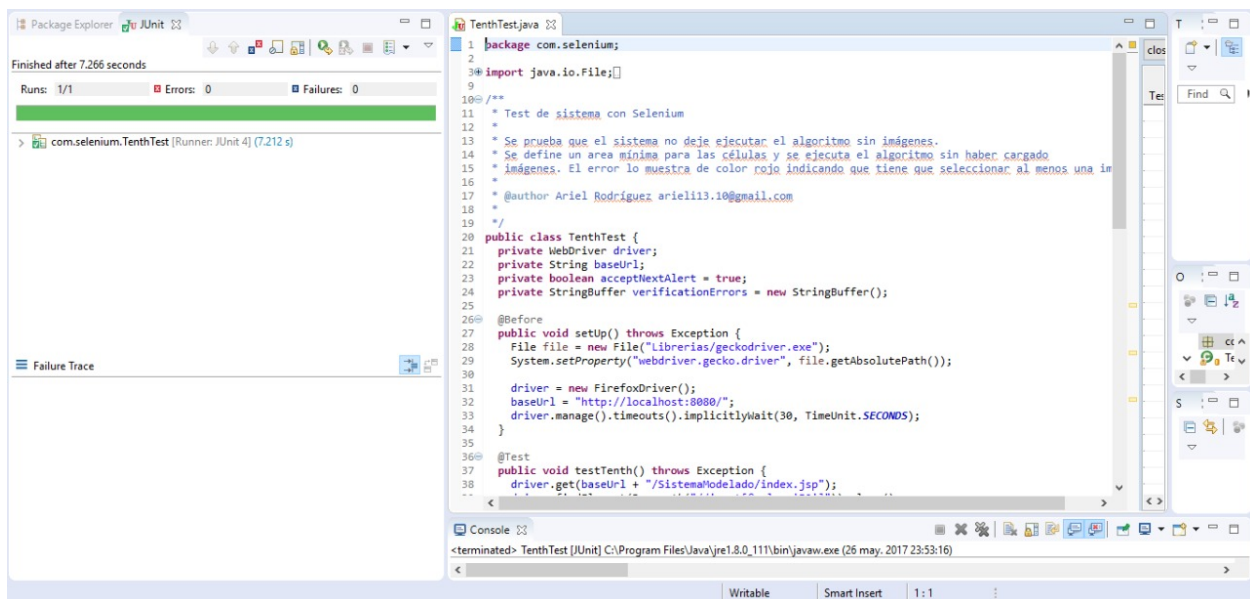 Package Explorer JUnit
Finished after 7.266 seconds
Runs: 1/1 Errors: 0 Failures: 0
com.selenium.TenthTest [Runner: JUnit 4] (7.212 s)
Failure Trace
TenthTest.java
1 package com.selenium;
2
3 import java.io.File;
9
10 /**
11 * Test de sistema con Selenium
12 *
13 * Se prueba que el sistema no deje ejecutar el algoritmo sin imágenes.
14 * Se define un area mínima para las células y se ejecuta el algoritmo sin haber cargado
15 * imágenes. El error lo muestra de color rojo indicando que tiene que seleccionar al menos una im
16 *
17 * @author Ariel Rodríguez arieli13.10@gmail.com
18 *
19 */
20 public class TenthTest {
21 private WebDriver driver;
22 private String baseUrl;
23 private boolean acceptNextAlert = true;
24 private StringBuffer verificationErrors = new StringBuffer();
25
26 @Before
27 public void setUp() throws Exception {
28 File file = new File("Librerias/geckodriver.exe");
29 System.setProperty("webdriver.gecko.driver", file.getAbsolutePath());
30
31 driver = new FirefoxDriver();
32 baseUrl = "http://localhost:8080/";
33 driver.manage().timeouts().implicitlyWait(30, TimeUnit.SECONDS);
34 }
35
36 @Test
37 public void testTenth() throws Exception {
38 driver.get(baseUrl + "/SistemaModelado/index.jsp");
clos
Tes
T
Find
O
cc
Te
S
Console
<terminated> TenthTest [JUnit] C:\Program Files\Java\jre1.8.0_111\bin\javaw.exe (26 may. 2017 23:53:16)
Writable Smart Insert 1 : 1